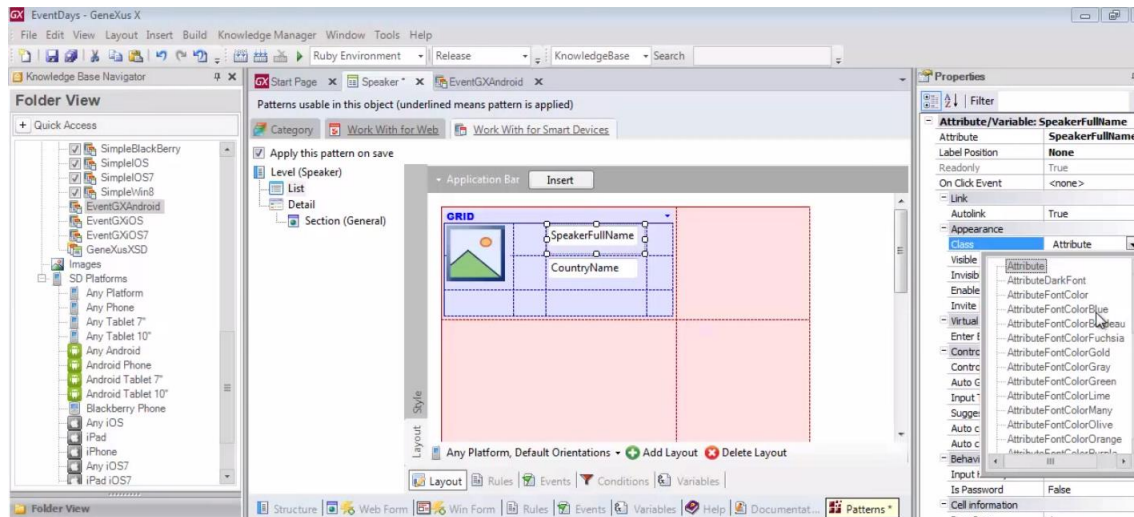 EventDays - GeneXus X
File Edit View Layout Insert Build Knowledge Manager Window Tools Help
Ruby Environment Release KnowledgeBase Search
Knowledge Base Navigator
Folder View
+ Quick Access
SimpleBlackBerry
SimpleIOS
SimpleIOS7
SimpleWin8
EventGXAndroid
EventGXiOS
EventGXiOS7
GeneXusXSD
Images
SD Platforms
Any Platform
Any Phone
Any Tablet 7"
Any Tablet 10"
Any Android
Android Phone
Android Tablet 7"
Android Tablet 10"
Blackberry Phone
Any iOS
iPad
iPhone
Any iOS7
iPad iOS7
Folder View
Start Page Speaker * EventGXAndroid
Patterns usable in this object (underlined means pattern is applied)
Category Work With for Web Work With for Smart Devices
Apply this pattern on save
Level (Speaker)
List
Detail
Section (General)
Application Bar Insert
GRID
SpeakerFullName
CountryName
Style
Layout
Any Platform, Default Orientations Add Layout Delete Layout
Layout Rules Events Conditions Variables
Structure Web Form Win Form Rules Events Variables Help Documentat... Patterns *
Properties
Filter
Attribute/Variable: SpeakerFullName
Attribute SpeakerFullName
Label Position None
Readonly True
On Click Event <none>
Link
Autolink True
Appearance
Class Attribute
Visible
Invisib
Enable
Invite
Virtual
Enter E
Contro
Contro
Auto G
Input T
Sugges
Auto c
Auto c
Behavi
Attribute
AttributeDarkFont
AttributeFontColor
AttributeFontColorBlue
AttributeFontColorFuchsia
AttributeFontColorGold
AttributeFontColorGray
AttributeFontColorGreen
AttributeFontColorLime
AttributeFontColorMany
AttributeFontColorOlive
AttributeFontColorOrange
Is Password False
Cell information